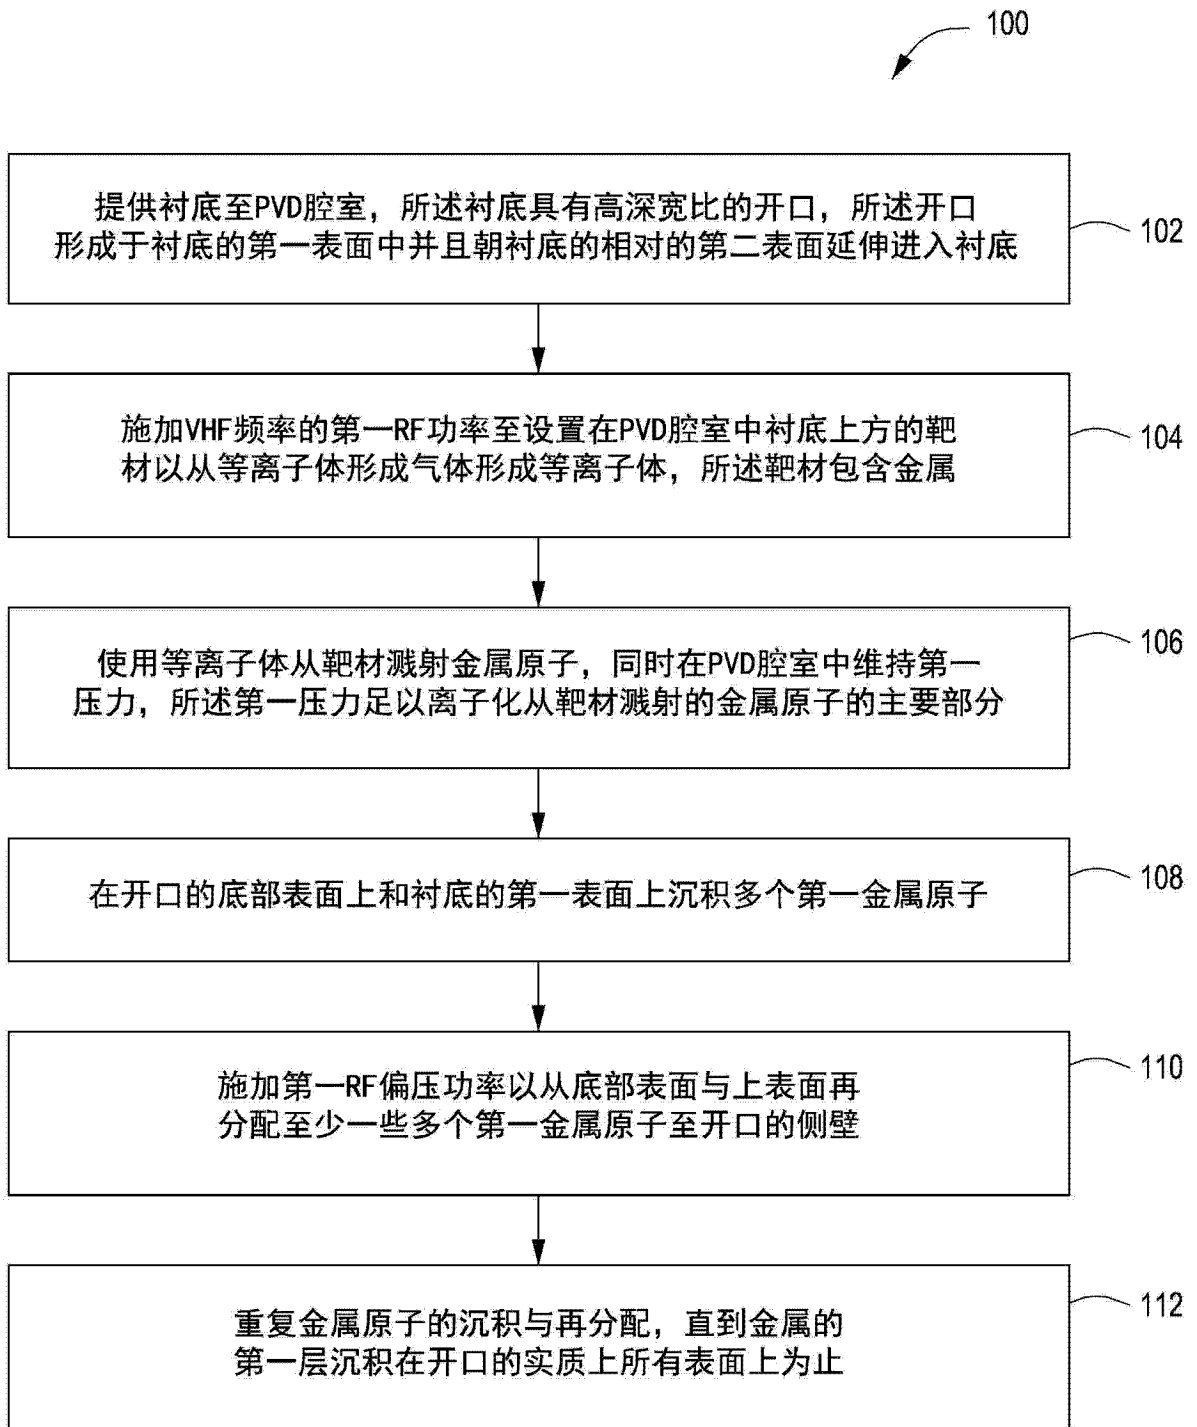 100
提供衬底至PVD腔室，所述衬底具有高深宽比的开口，所述开口
形成于衬底的第一表面中并且朝衬底的相对的第二表面延伸进入衬底
102
施加VHF频率的第一RF功率至设置在PVD腔室中衬底上方的靶
材以从等离子体形成气体形成等离子体，所述靶材包含金属
104
使用等离子体从靶材溅射金属原子，同时在PVD腔室中维持第一
压力，所述第一压力足以离子化从靶材溅射的金属原子的主要部分
106
在开口的底部表面上和衬底的第一表面上沉积多个第一金属原子
108
施加第一RF偏压功率以从底部表面与上表面再
分配至少一些多个第一金属原子至开口的侧壁
110
重复金属原子的沉积与再分配，直到金属的
第一层沉积在开口的实质上所有表面上为止
112